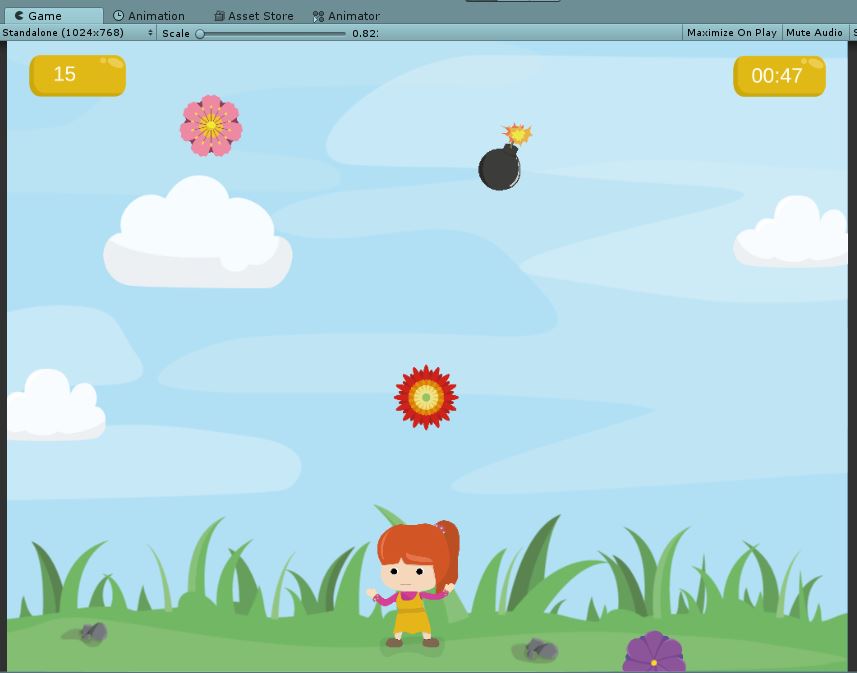 Game Animation Asset Store Animator
Standalone (1024x768) Scale 0.82: Maximize On Play Mute Audio S
15 00:47